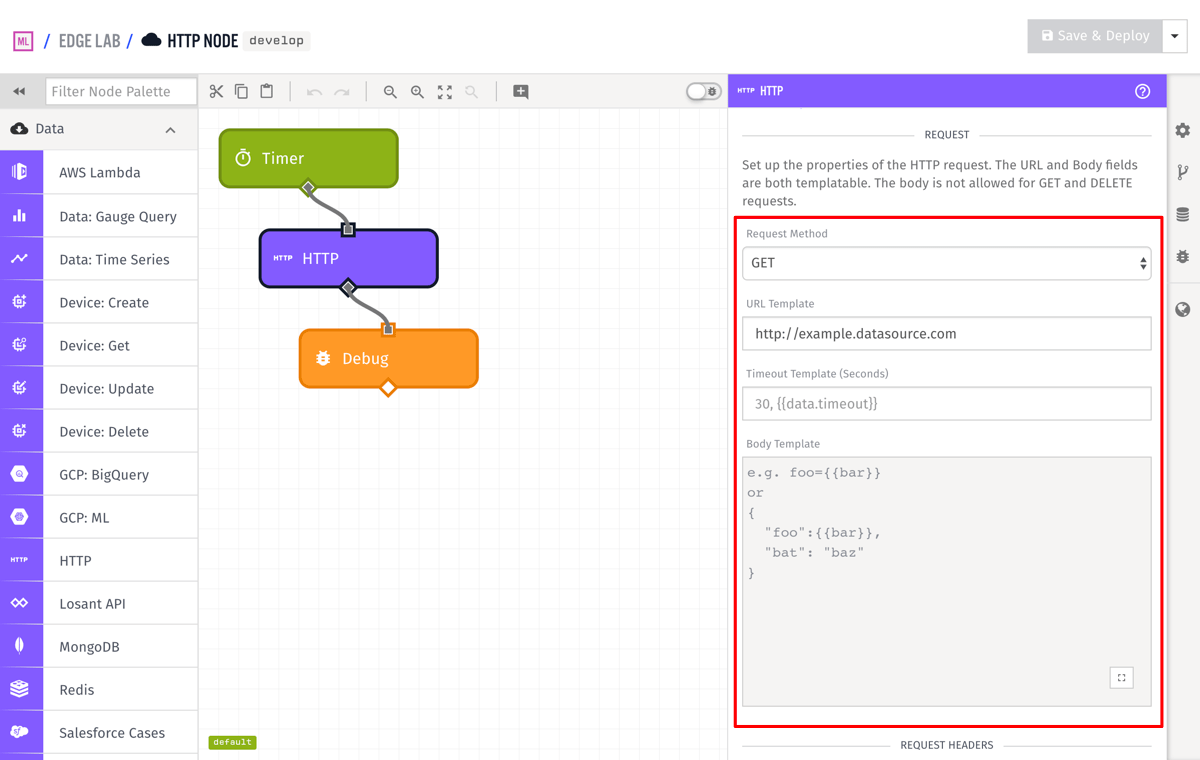 ML / EDGE LAB / HTTP NODE develop
Save & Deploy
Filter Node Palette
Data
AWS Lambda
Data: Gauge Query
Data: Time Series
Device: Create
Device: Get
Device: Update
Device: Delete
GCP: BigQuery
GCP: ML
HTTP HTTP
Losant API
MongoDB
Redis
Salesforce Cases
Timer
HTTP HTTP
Debug
default
HTTP HTTP
REQUEST
Set up the properties of the HTTP request. The URL and Body fields
are both templatable. The body is not allowed for GET and DELETE
requests.
Request Method
GET
URL Template
http://example.datasource.com
Timeout Template (Seconds)
30, {{data.timeout}}
Body Template
e.g. foo={{bar}}
or
{
"foo":{{bar}},
"bat": "baz"
}
REQUEST HEADERS